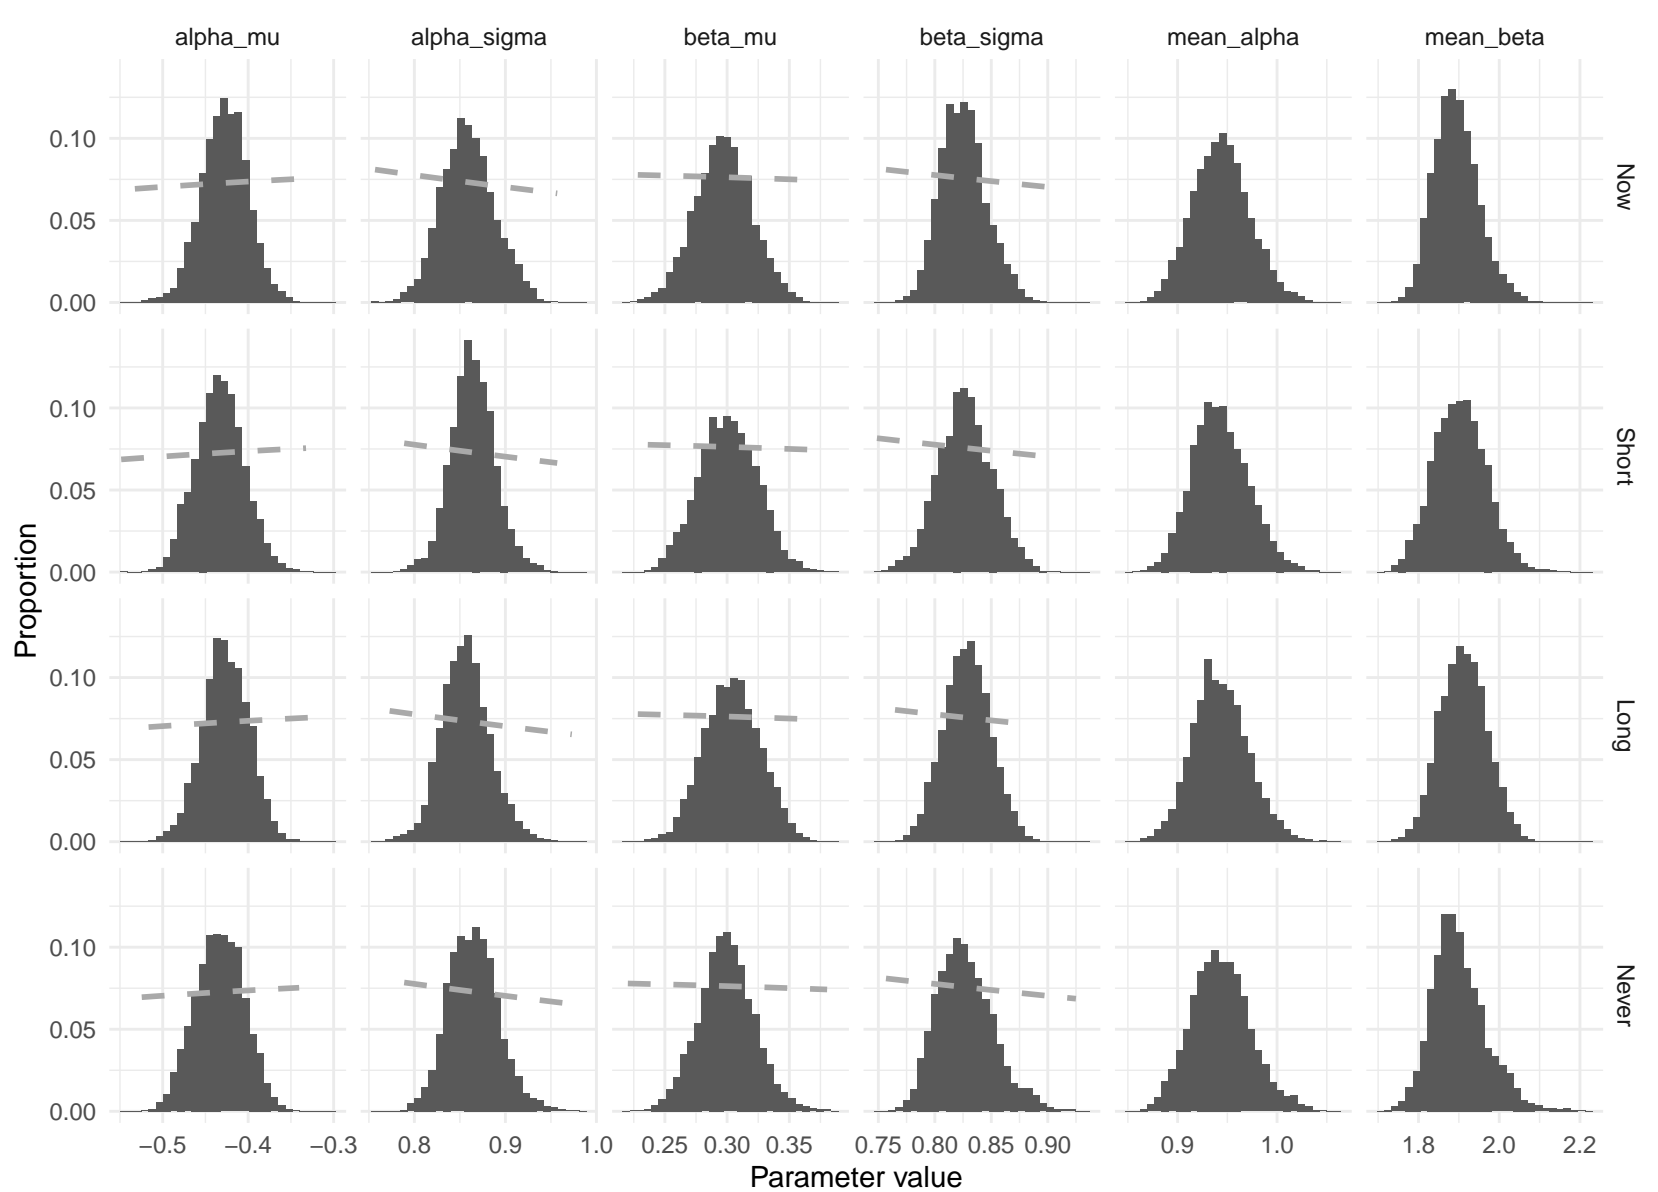 alpha_mu alpha_sigma beta_mu beta_sigma mean_alpha mean_beta
0.10
0.05
0.00
Now
0.10
0.05
0.00
Short
0.10
0.05
0.00
Long
0.10
0.05
0.00
Never
Proportion
−0.5 −0.4 −0.3 0.8 0.9 1.0 0.25 0.30 0.35 0.75 0.80 0.85 0.90 0.9 1.0 1.8 2.0 2.2
Parameter value